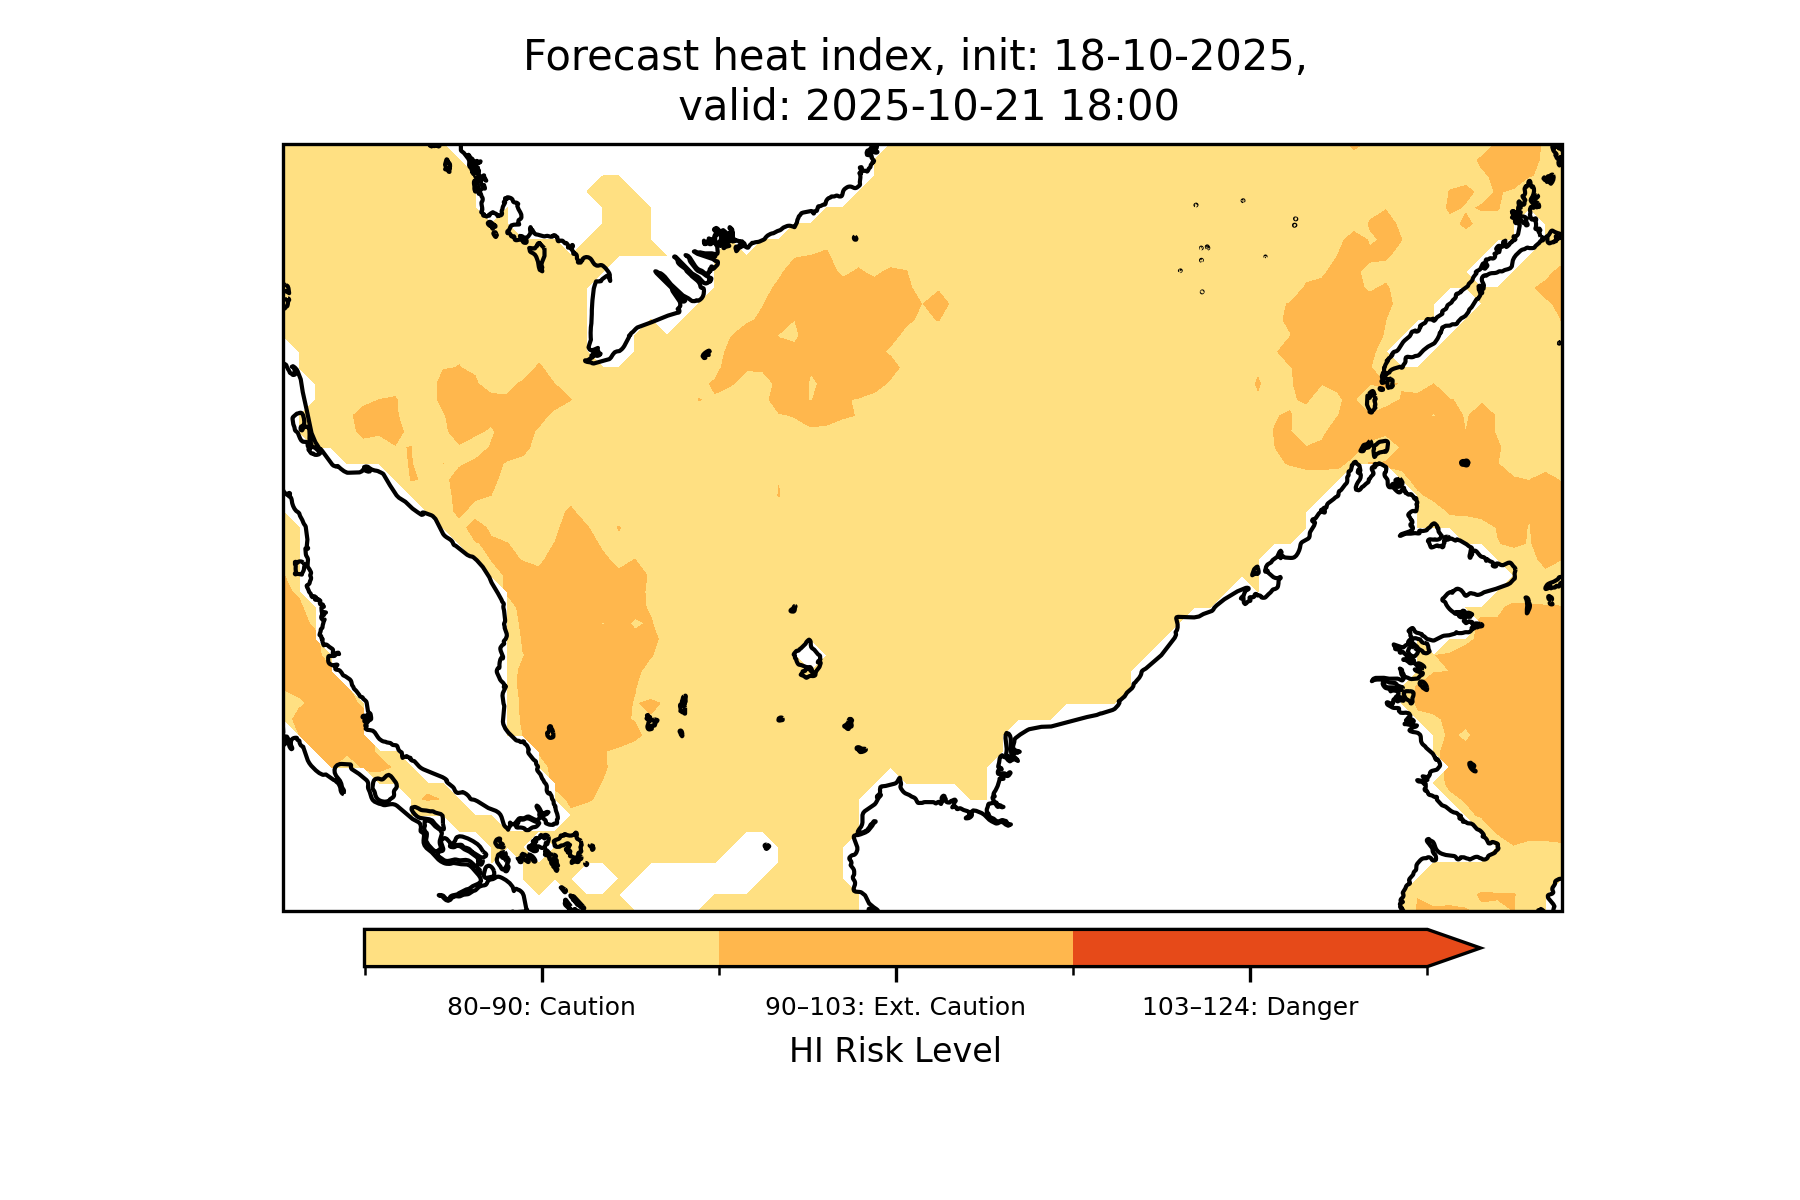 Forecast heat index, init: 18-10-2025,
valid: 2025-10-21 18:00
80–90: Caution
90–103: Ext. Caution
103–124: Danger
HI Risk Level